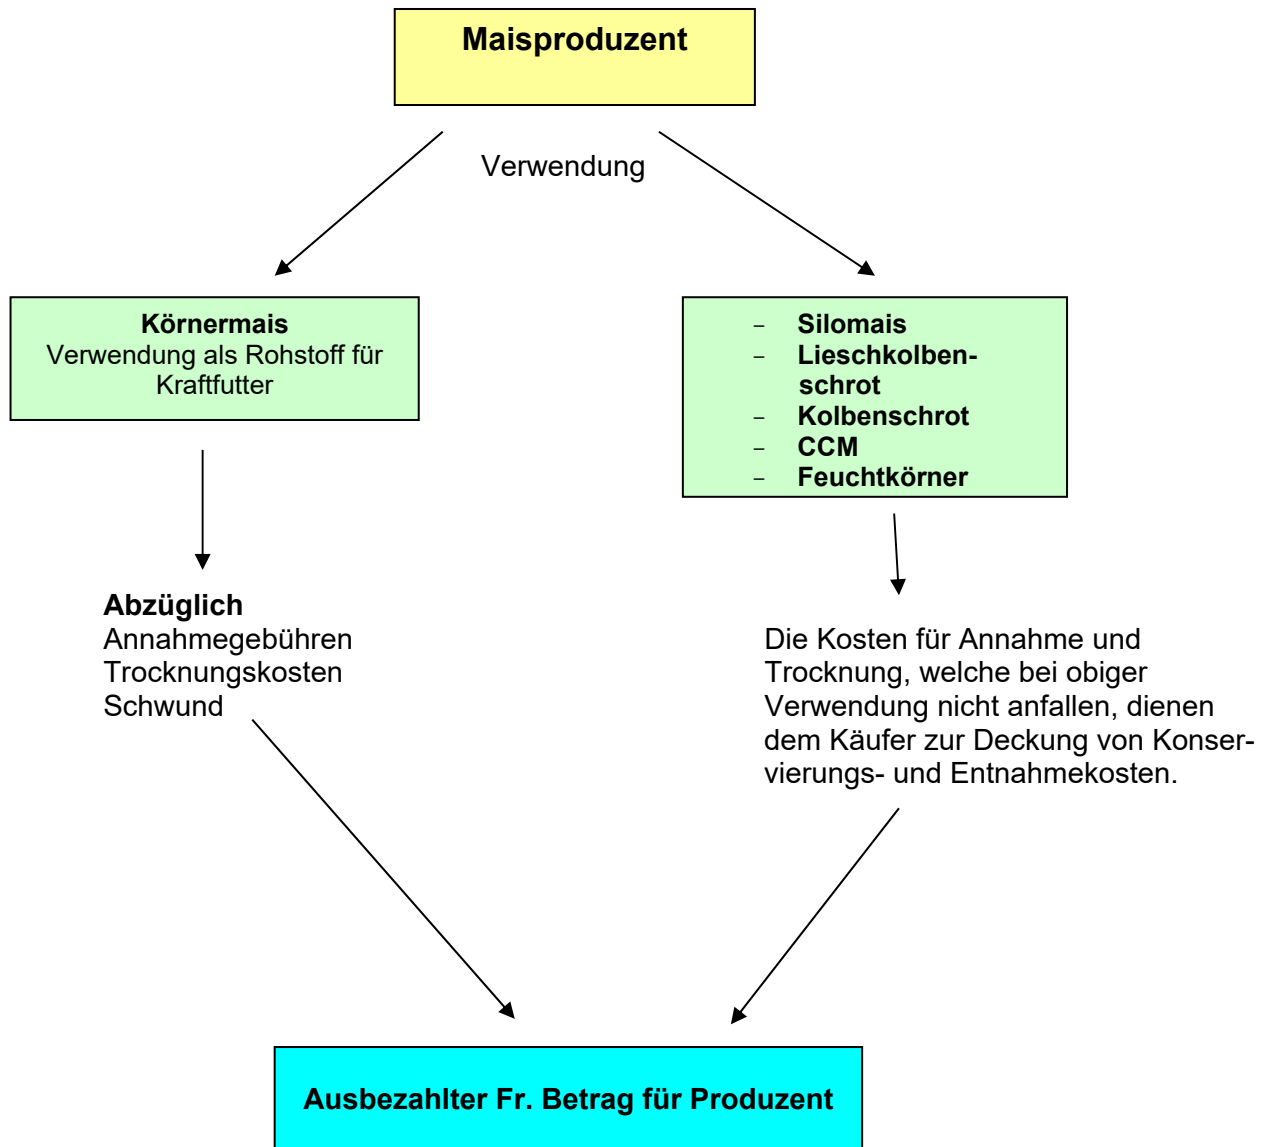 Maisproduzent
Verwendung
Körnermais
Verwendung als Rohstoff für
Kraftfutter
- Silomais
- Lieschkolben-
schrot
- Kolbenschrot
- CCM
- Feuchtkörner
Abzüglich
Annahmegebühren
Trocknungskosten
Schwund
Die Kosten für Annahme und
Trocknung, welche bei obiger
Verwendung nicht anfallen, dienen
dem Käufer zur Deckung von Konser-
vierungs- und Entnahmekosten.
Ausbezahlter Fr. Betrag für Produzent